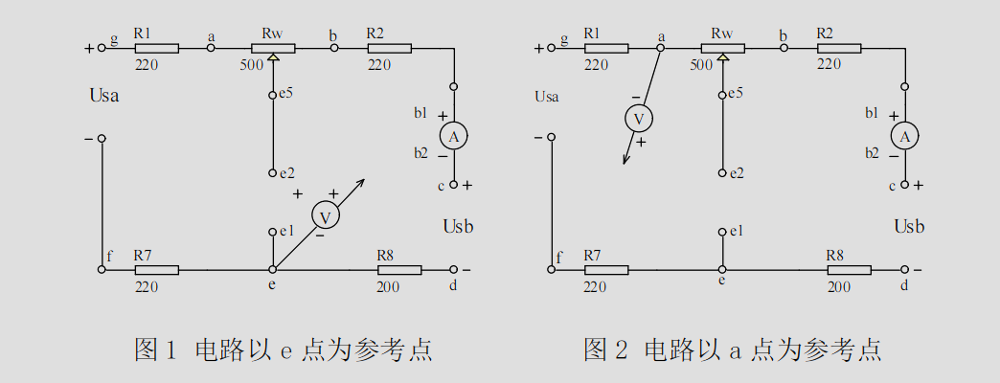 R1 Rw R2
g a b
+
220 500 220
e5
Usa
b1 +
A
b2 −
−
e2
c +
+ +
V
−
e1
Usb
f R7 R8
220 e 200 d −
图1 电路以e点为参考点
R1 Rw R2
g a b
+
220 500 220
e5
Usa
−
V
+
b1 +
A
b2 −
−
e2
c +
e1
Usb
f R7 R8
220 e 200 d −
图2 电路以a点为参考点